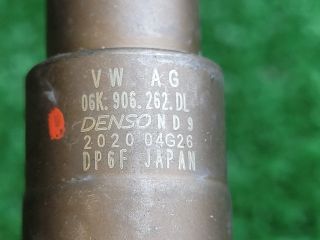 VW AG
06K.906.262.DL
DENSO ND9
2020 04G26
DP6F JAPAN